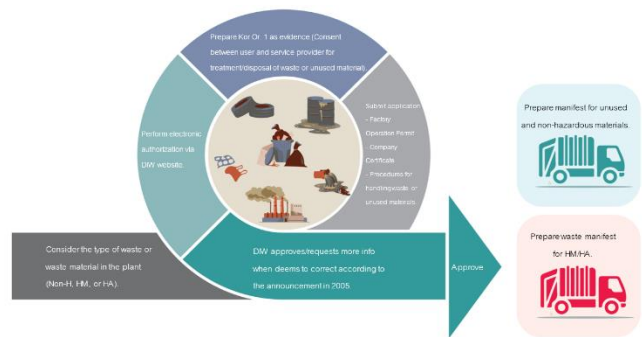 Prepare Kor Or. 1 as evidence (Consent
between user and service provider for
treatment/disposal of waste or unused material)
Perform electronic
authorization via
DIW website.
Submit application
- Factory
Operation Permit
- Company
Certificate
- Procedures for
handling waste or
unused materials.
Consider the type of waste or
waste material in the plant
(Non-H, HM, or HA).
DIW approves/requests more info
when deems to correct according to
the announcement in 2005.
Approve
Prepare manifest for unused
and non-hazardous materials.
Prepare waste manifest
for HM/HA.